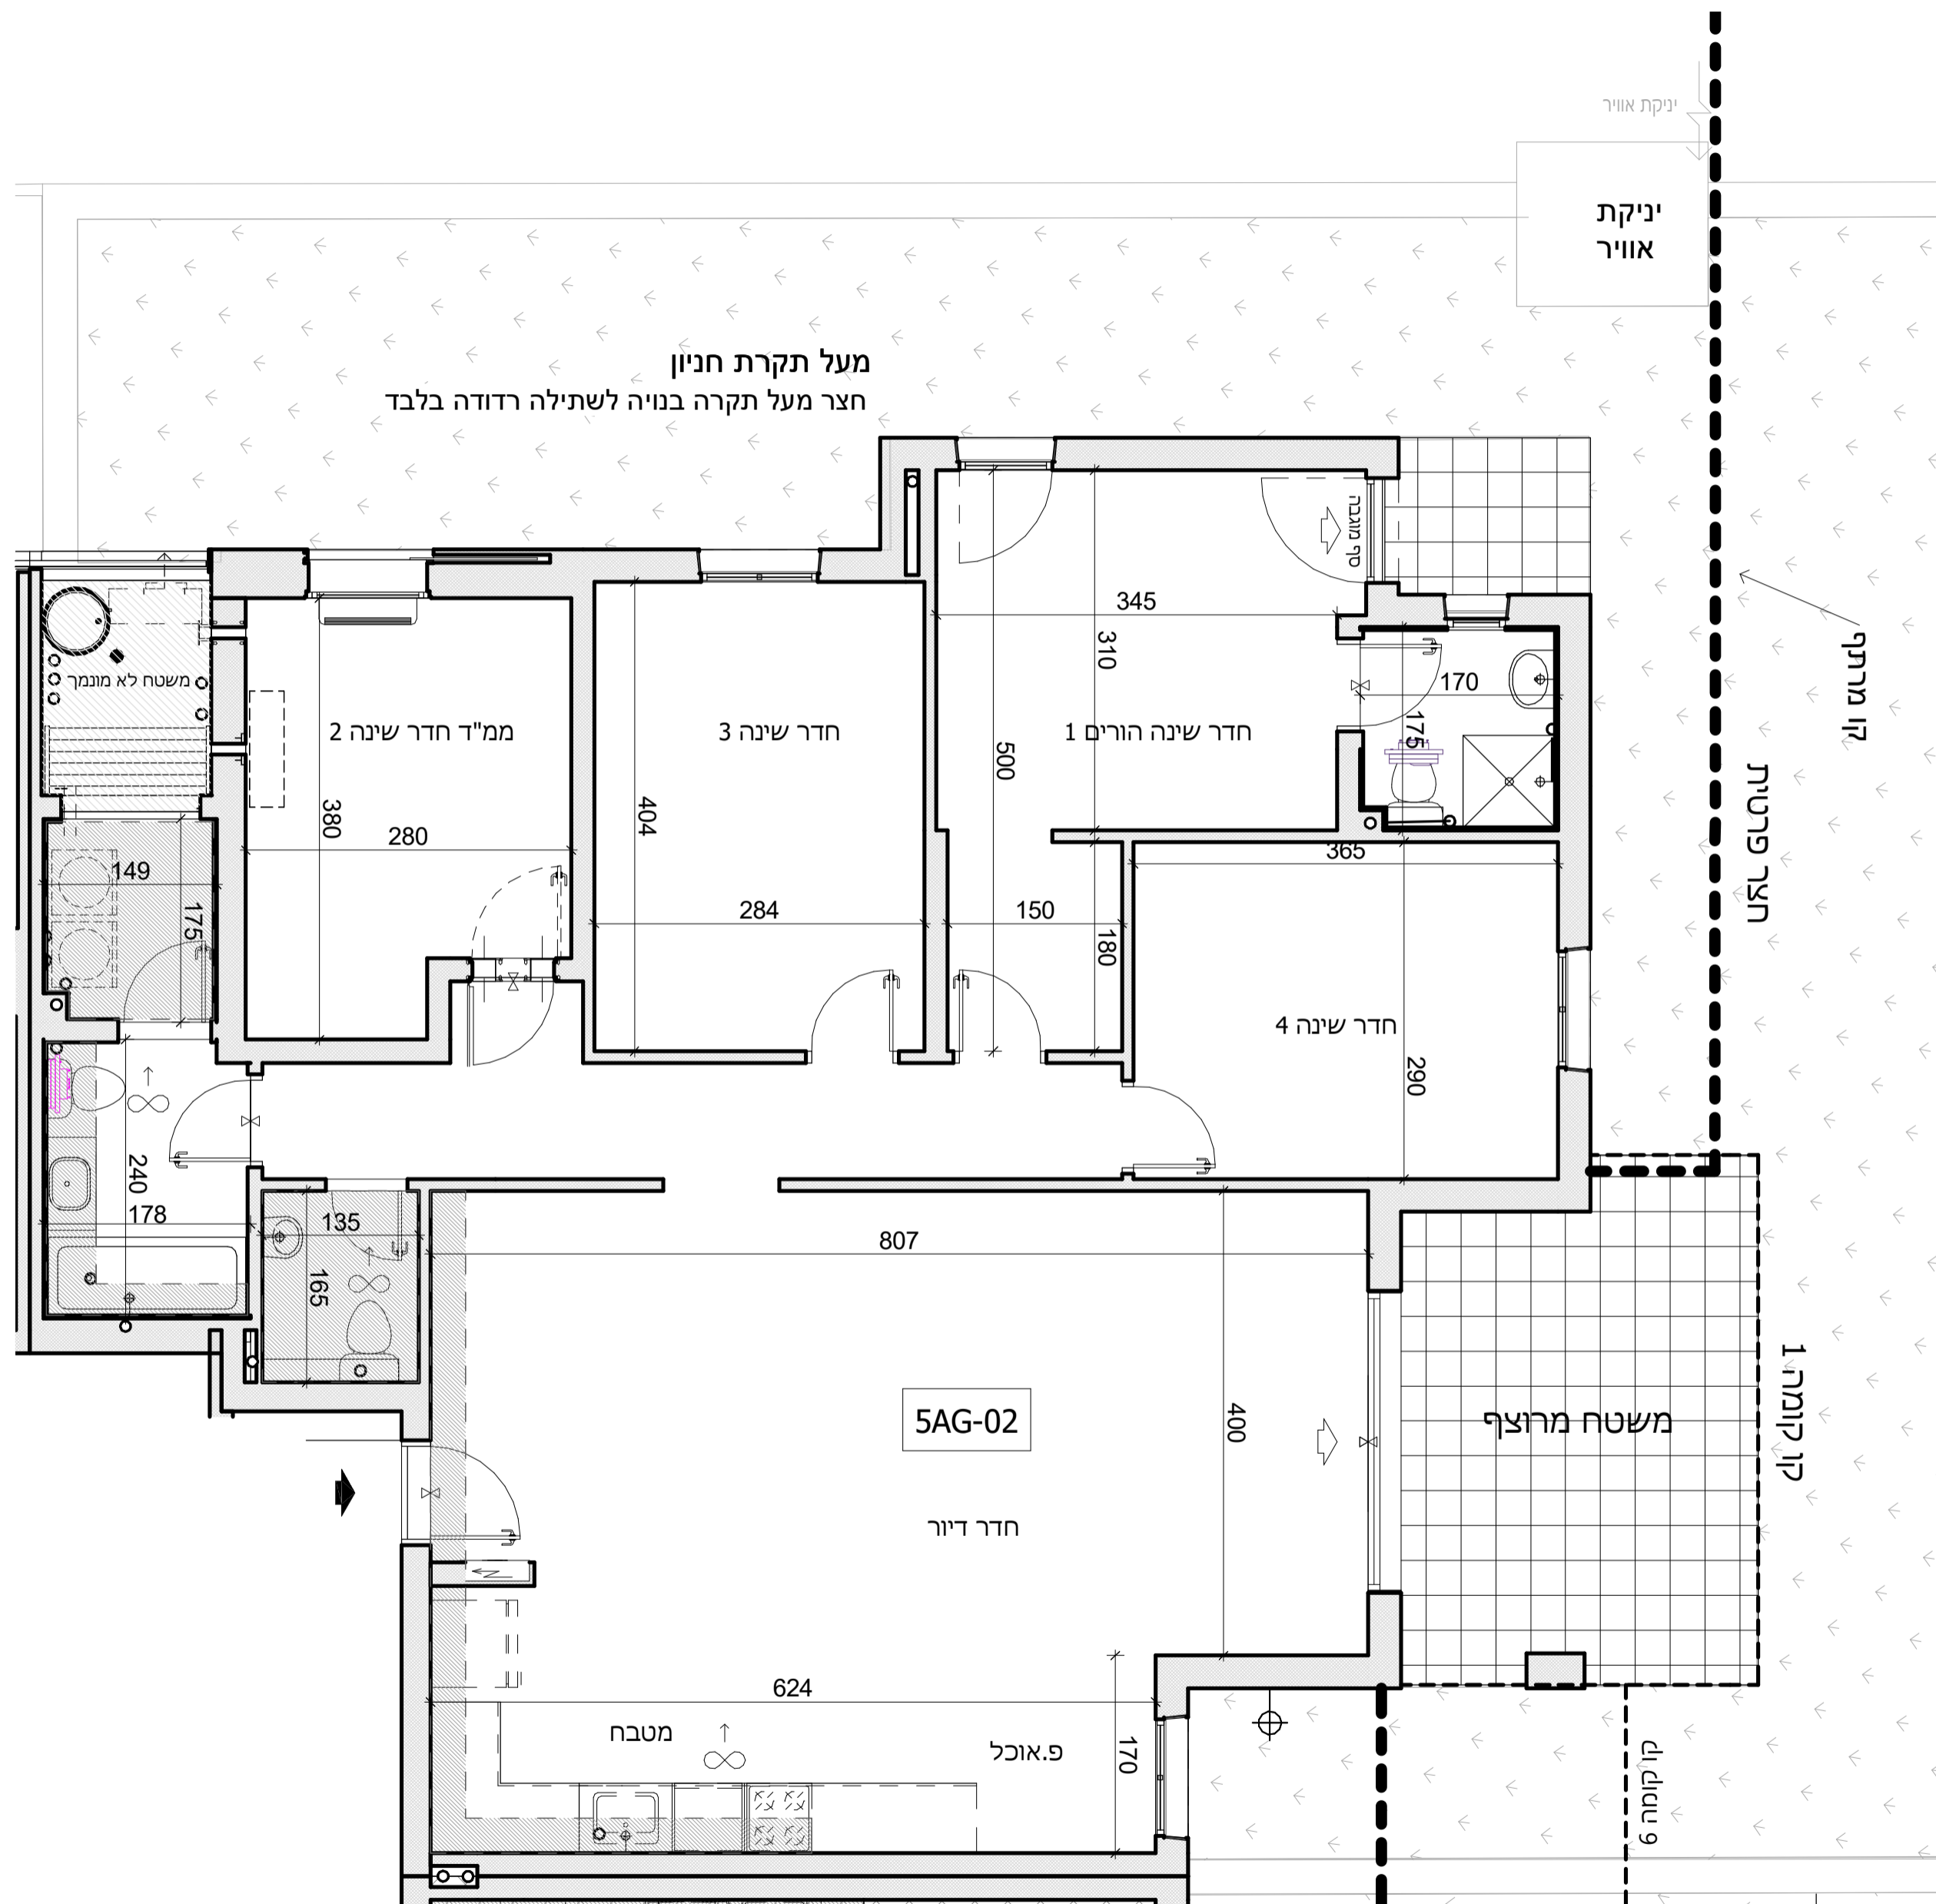 יניקת אוויר
יניקת
אוויר
מעל תקרת חניון
חצר מעל תקרה בנויה לשתילה רדודה בלבד
סף מוגבה
345
310
170
175
קו מרתף
משטח לא מונמך
ממ"ד חדר שינה 2
חדר שינה 3
חדר שינה הורים 1
500
חצר פרטית
380
280
404
365
149
175
284
150
180
חדר שינה 4
290
240
178
135
165
807
400
5AG-02
משטח מרוצף
קו קומה 1
חדר דיור
624
מטבח
פ.אוכל
170
קו קומה 6